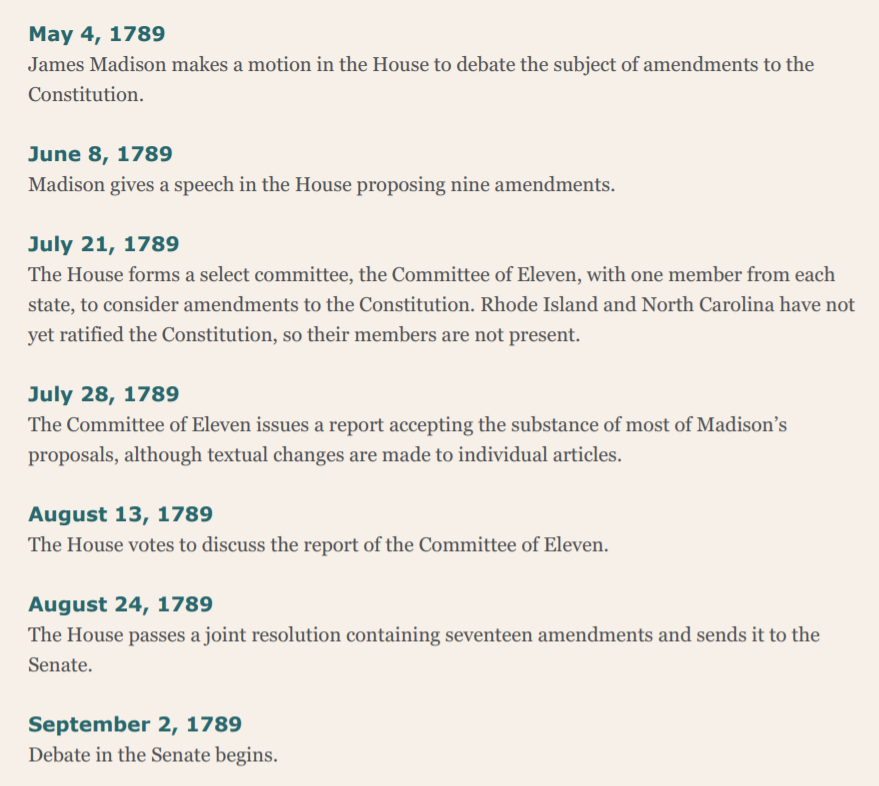 May 4, 1789
James Madison makes a motion in the House to debate the subject of amendments to the
Constitution.
June 8, 1789
Madison gives a speech in the House proposing nine amendments.
July 21, 1789
The House forms a select committee, the Committee of Eleven, with one member from each
state, to consider amendments to the Constitution. Rhode Island and North Carolina have not
yet ratified the Constitution, so their members are not present.
July 28, 1789
The Committee of Eleven issues a report accepting the substance of most of Madison’s
proposals, although textual changes are made to individual articles.
August 13, 1789
The House votes to discuss the report of the Committee of Eleven.
August 24, 1789
The House passes a joint resolution containing seventeen amendments and sends it to the
Senate.
September 2, 1789
Debate in the Senate begins.